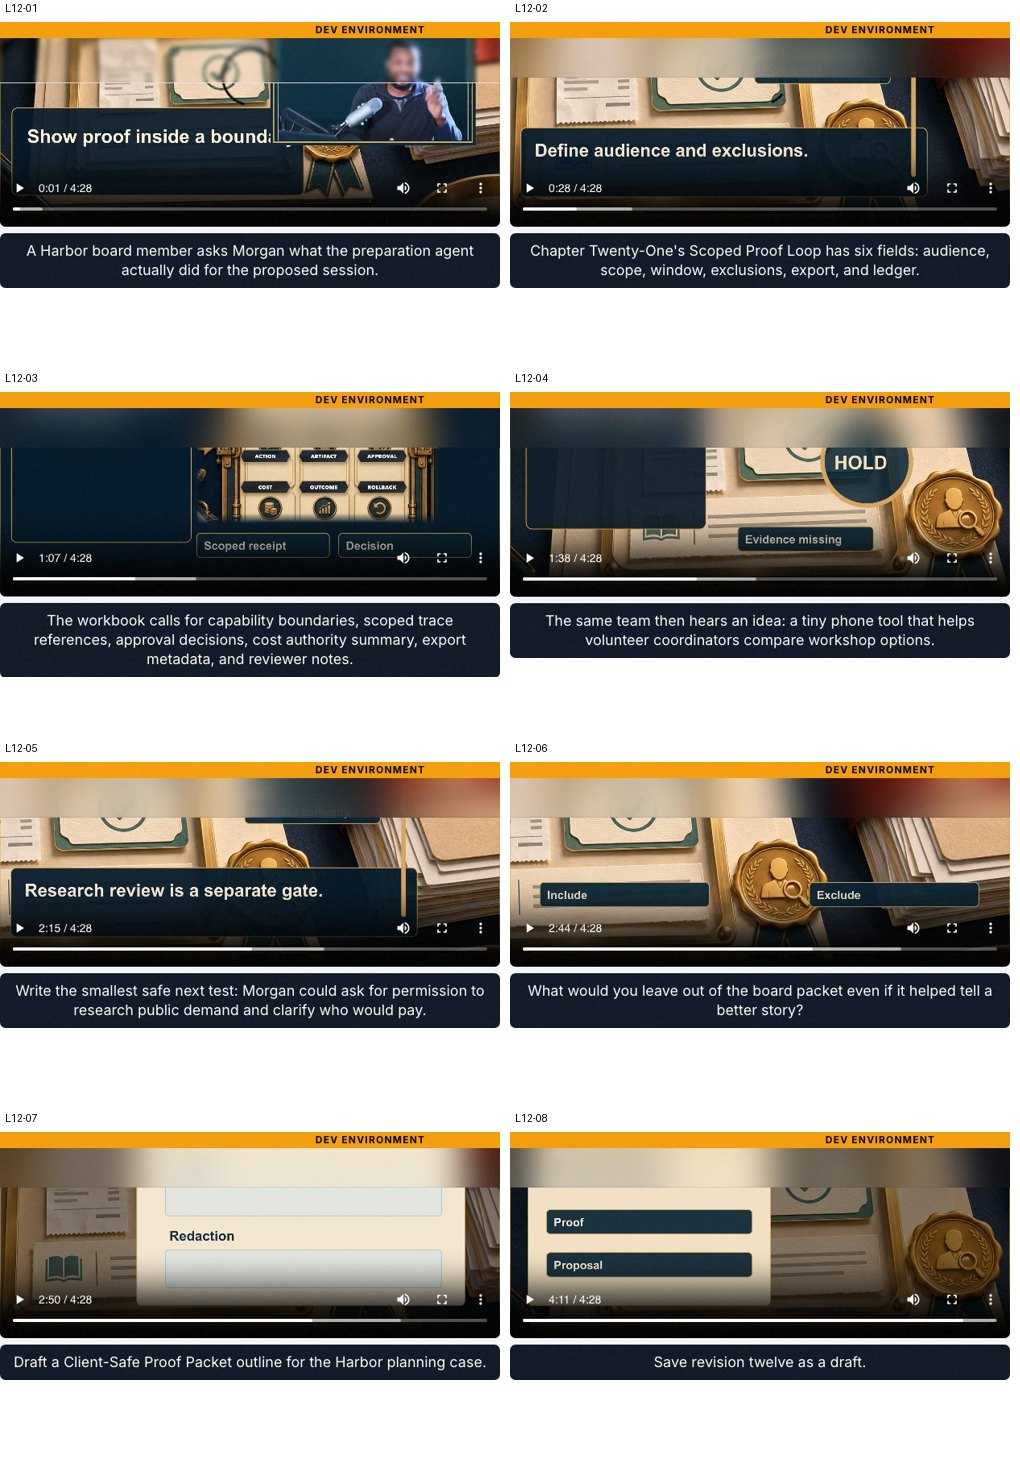 L12-01
L12-02
DEV ENVIRONMENT
DEV ENVIRONMENT
Show proof inside a
Define audience and exclusions.
0:01 / 4:28
0:28 / 4:28
A Harbor board member asks Morgan what the preparation agent
actually did for the proposed session.
Chapter Twenty-One's Scoped Proof Loop has six fields: audience,
scope, window, exclusions, export, and ledger.
L12-03
L12-04
DEV ENVIRONMENT
DEV ENVIRONMENT
ACTION
ARTIFACT
APPROVAL
COST
OUTCOME
ROLLBACK
Scoped receipt
Decision
1:07 / 4:28
HOLD
Evidence missing
1:38 / 4:28
The workbook calls for capability boundaries, scoped trace
references, approval decisions, cost authority summary, export
metadata, and reviewer notes.
The same team then hears an idea: a tiny phone tool that helps
volunteer coordinators compare workshop options.
L12-05
L12-06
DEV ENVIRONMENT
DEV ENVIRONMENT
Research review is a separate gate.
2:15 / 4:28
Include
Exclude
2:44 / 4:28
Write the smallest safe next test: Morgan could ask for permission to
research public demand and clarify who would pay.
What would you leave out of the board packet even if it helped tell a
better story?
L12-07
L12-08
DEV ENVIRONMENT
DEV ENVIRONMENT
Redaction
2:50 / 4:28
Proof
Proposal
4:11 / 4:28
Draft a Client-Safe Proof Packet outline for the Harbor planning case.
Save revision twelve as a draft.